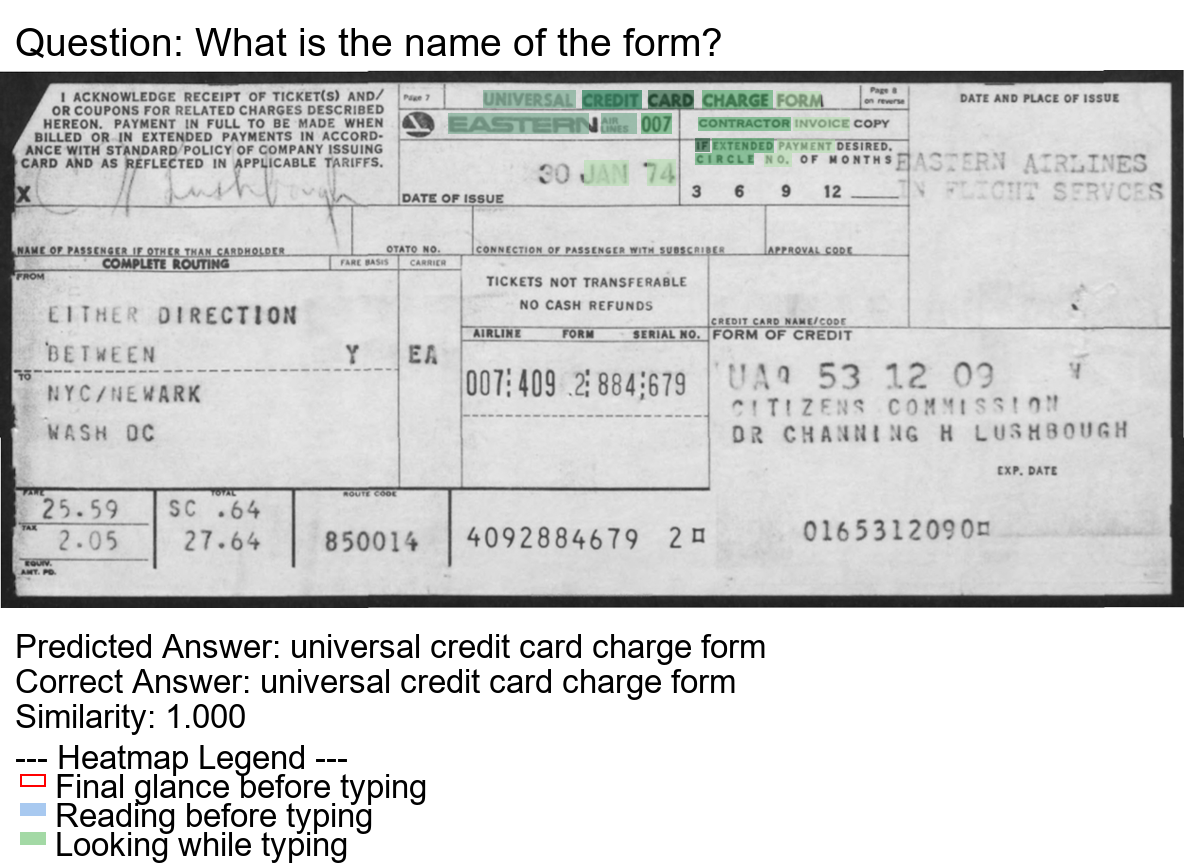 Question: What is the name of the form?
I ACKNOWLEDGE RECEIPT OF TICKET(S) AND/
OR COUPONS FOR RELATED CHARGES DESCRIBED
HEREON. PAYMENT IN FULL TO BE MADE WHEN
BILLED OR IN EXTENDED PAYMENTS IN ACCORD-
ANCE WITH STANDARD POLICY OF COMPANY ISSUING
CARD AND AS REFLECTED IN APPLICABLE TARIFFS.
X
Page 7
UNIVERSAL CREDIT CARD CHARGE FORM
Page 8
on reverse
EASTERN AIR LINES 007
CONTRACTOR INVOICE COPY
IF EXTENDED PAYMENT DESIRED,
CIRCLE NO. OF MONTHS
3 6 9 12
30 JAN 74
DATE OF ISSUE
DATE AND PLACE OF ISSUE
EASTERN AIRLINES
IN FLIGHT SERVCES
NAME OF PASSENGER IF OTHER THAN CARDHOLDER
OTATO NO.
CONNECTION OF PASSENGER WITH SUBSCRIBER
APPROVAL CODE
COMPLETE ROUTING
FARE BASIS
CARRIER
FROM
EITHER DIRECTION
BETWEEN Y EA
TO
NYC/NEWARK
WASH DC
TICKETS NOT TRANSFERABLE
NO CASH REFUNDS
AIRLINE FORM SERIAL NO.
007 409 2 884 679
CREDIT CARD NAME/CODE
FORM OF CREDIT
UA 53 12 09
CITIZENS COMMISSION
DR CHANNING H LUSHBOUGH
EXP. DATE
FARE
25.59
TAX
2.05
EQUIV.
AMT. PD.
TOTAL
SC .64
27.64
ROUTE CODE
850014
4092884679 2
0165312090
Predicted Answer: universal credit card charge form
Correct Answer: universal credit card charge form
Similarity: 1.000
--- Heatmap Legend ---
Final glance before typing
Reading before typing
Looking while typing